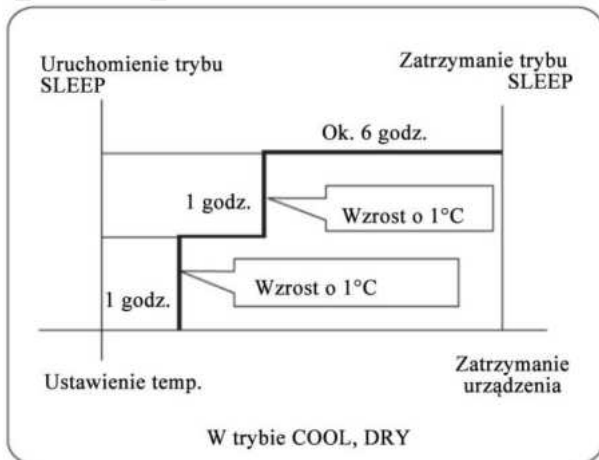 Uruchomienie trybu
SLEEP
Zatrzymanie trybu
SLEEP
Ok. 6 godz.
1 godz.
Wzrost o 1°C
1 godz.
Wzrost o 1°C
Ustawienie temp.
Zatrzymanie
urządzenia
W trybie COOL, DRY